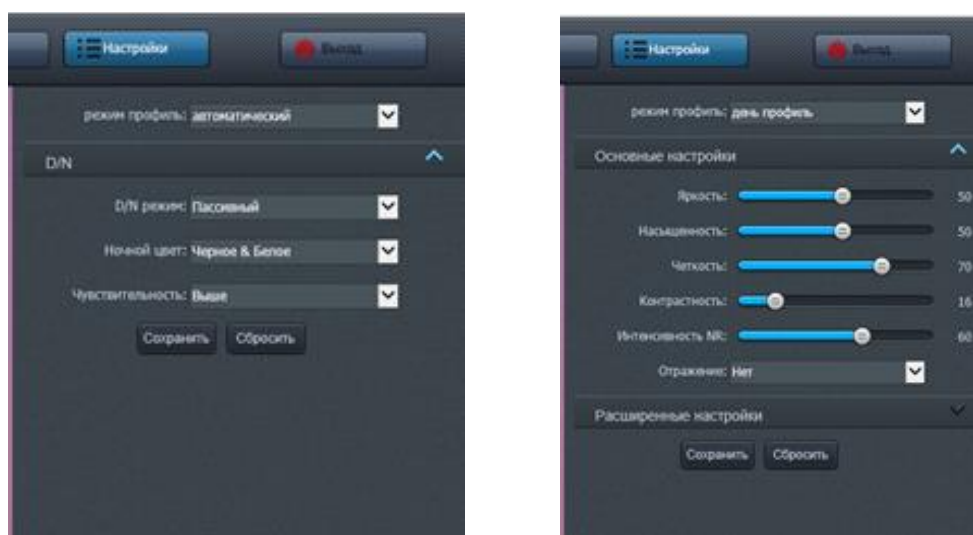 Настройки
Выход
режим профиль: автоматический
D/N
D/N режим: Пассивный
Ночной цвет: Черное & Белое
Чувствительность: Выше
Сохранить Сбросить
Настройки
Выход
режим профиль: день профиль
Основные настройки
Яркость: 50
Насыщенность: 50
Четкость: 70
Контрастность: 16
Интенсивность NR: 60
Отражение: Нет
Расширенные настройки
Сохранить Сбросить